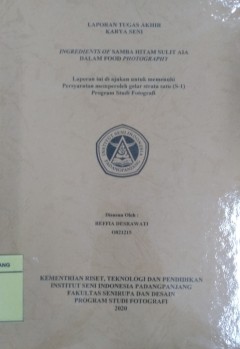 LAPORAN TUGAS AKHIR
KARYA SENI
INGREDIENTS OF SAMBA HITAM SULIT AIA
DALAM FOOD PHOTOGRAPHY
Laporan ini di ajukan untuk memenuhi
Persyaratan memperoleh gelar strata satu (S-1)
Program Studi Fotografi
Disusun Oleh :
REFFIA DESRAWATI
KEMENTRIAN RISET, TEKNOLOGI DAN PENDIDIKAN
INSTITUT SENI INDONESIA PADANGPANJANG
FAKULTAS SENIRUPA DAN DESAIN
PROGRAM STUDI FOTOGRAFI
2020